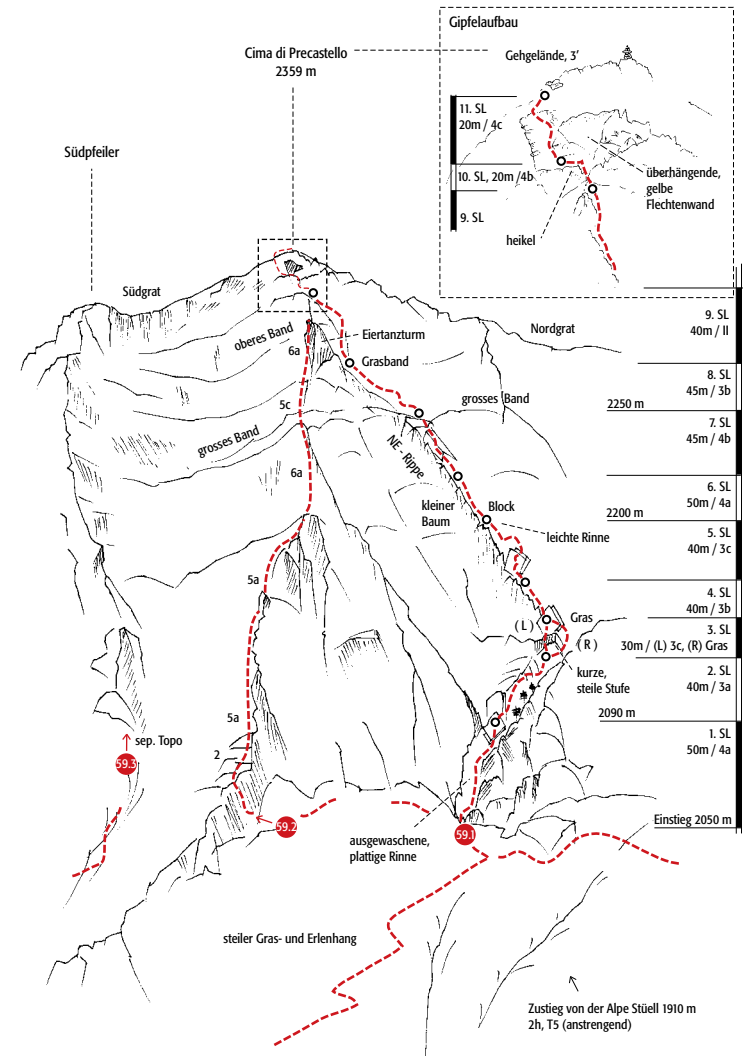 Gipfelaufbau
Gehgelände, 3'
11. SL
20m / 4c
10. SL, 20m / 4b
9. SL
überhängende,
gelbe
Flechtenwand
heikel
Cima di Precastello
2359 m
Südpfeiler
Südgrat
oberes Band
6a
Eiertanzturm
Grasband
Nordgrat
5c
grosses Band
grosses Band
6a
NE - Rippe
kleiner
Baum
Block
leichte Rinne
5a
(L)
Gras
(R)
kurze,
steile Stufe
5a
2
sep. Topo
59.3
59.2
59.1
ausgewaschene,
plattige Rinne
steiler Gras- und Erlenhang
9. SL
40m / II
8. SL
45m / 3b
2250 m
7. SL
45m / 4b
6. SL
50m / 4a
2200 m
5. SL
40m / 3c
4. SL
40m / 3b
3. SL
30m / (L) 3c, (R) Gras
2. SL
40m / 3a
2090 m
1. SL
50m / 4a
Einstieg 2050 m
Zustieg von der Alpe Stüell 1910 m
2h, T5 (anstrengend)